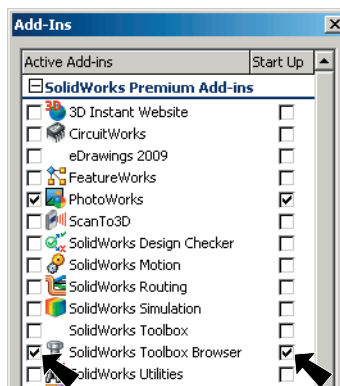 Add-Ins
Active Add-ins Start Up
SolidWorks Premium Add-ins
3D Instant Website
CircuitWorks
eDrawings 2009
FeatureWorks
PhotoWorks
ScanTo3D
SolidWorks Design Checker
SolidWorks Motion
SolidWorks Routing
SolidWorks Simulation
SolidWorks Toolbox
SolidWorks Toolbox Browser
SolidWorks Utilities